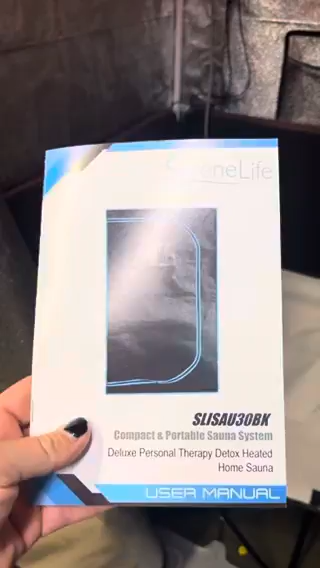 SereneLife
SLISAU30BK
Compact & Portable Sauna System
Deluxe Personal Therapy Detox Heated
Home Sauna
USER MANUAL